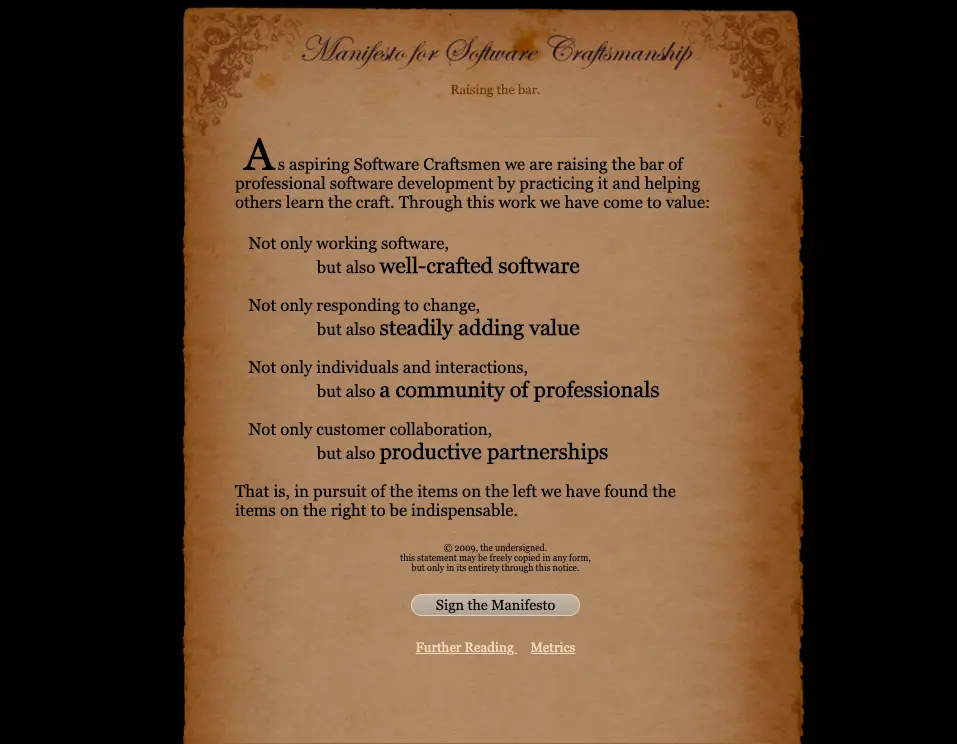 Manifesto for Software Craftsmanship
Raising the bar.
As aspiring Software Craftsmen we are raising the bar of
professional software development by practicing it and helping
others learn the craft. Through this work we have come to value:
Not only working software,
but also well-crafted software
Not only responding to change,
but also steadily adding value
Not only individuals and interactions,
but also a community of professionals
Not only customer collaboration,
but also productive partnerships
That is, in pursuit of the items on the left we have found the
items on the right to be indispensable.
© 2009, the undersigned.
this statement may be freely copied in any form,
but only in its entirety through this notice.
Sign the Manifesto
Further Reading Metrics